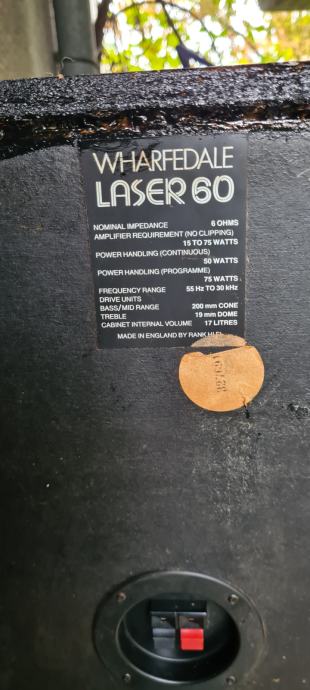 WHARFEDALE
LASER 60
NOMINAL IMPEDANCE 6 OHMS
AMPLIFIER REQUIREMENT (NO CLIPPING)
15 TO 75 WATTS
POWER HANDLING (CONTINUOUS)
50 WATTS
POWER HANDLING (PROGRAMME)
75 WATTS
FREQUENCY RANGE 55 Hz TO 30 kHz
DRIVE UNITS
BASS/MID RANGE 200 mm CONE
TREBLE 19 mm DOME
CABINET INTERNAL VOLUME 17 LITRES
MADE IN ENGLAND BY RANK